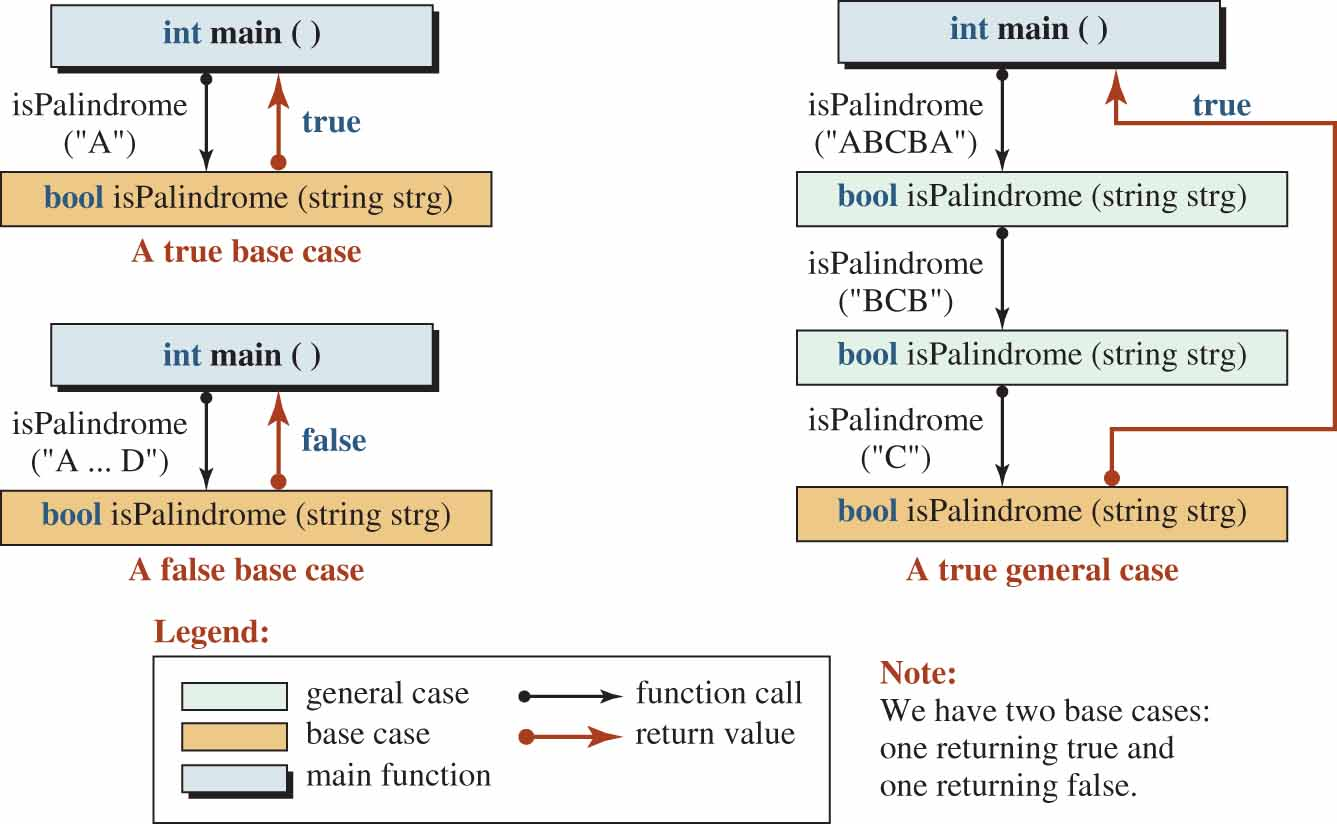 int main ( )
isPalindrome
("A")
true
bool isPalindrome (string strg)
A true base case
int main ( )
isPalindrome
("A ... D")
false
bool isPalindrome (string strg)
A false base case
int main ( )
isPalindrome
("ABCBA")
true
bool isPalindrome (string strg)
isPalindrome
("BCB")
bool isPalindrome (string strg)
isPalindrome
("C")
bool isPalindrome (string strg)
A true general case
Legend:
general case
function call
base case
return value
main function
Note:
We have two base cases:
one returning true and
one returning false.